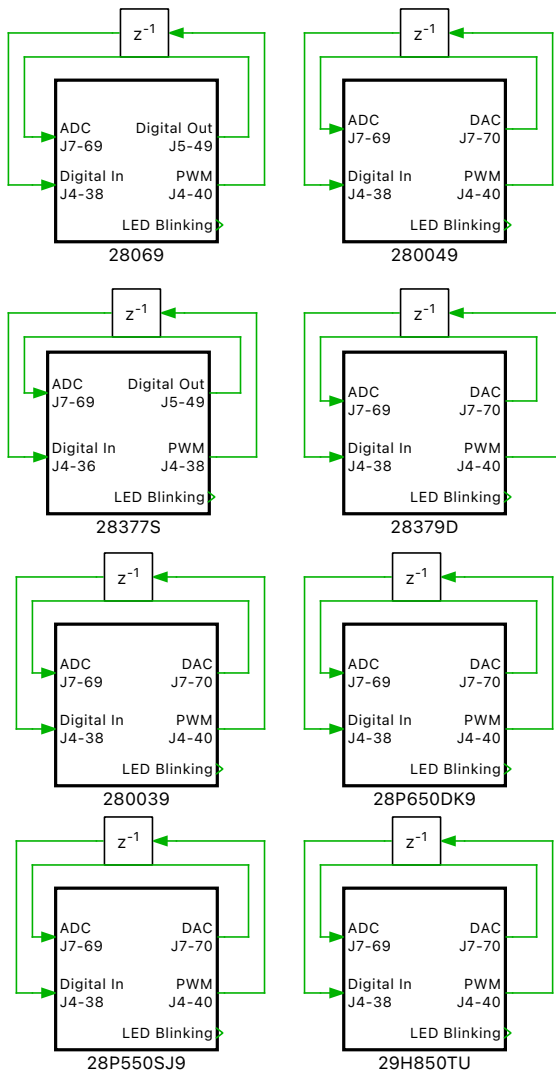 z-1
ADC
J7-69
Digital Out
J5-49
Digital In
J4-38
PWM
J4-40
LED Blinking
28069
z-1
ADC
J7-69
DAC
J7-70
Digital In
J4-38
PWM
J4-40
LED Blinking
280049
z-1
ADC
J7-69
Digital Out
J5-49
Digital In
J4-36
PWM
J4-38
LED Blinking
28377S
z-1
ADC
J7-69
DAC
J7-70
Digital In
J4-38
PWM
J4-40
LED Blinking
28379D
z-1
ADC
J7-69
DAC
J7-70
Digital In
J4-38
PWM
J4-40
LED Blinking
280039
z-1
ADC
J7-69
DAC
J7-70
Digital In
J4-38
PWM
J4-40
LED Blinking
28P650DK9
z-1
ADC
J7-69
DAC
J7-70
Digital In
J4-38
PWM
J4-40
LED Blinking
28P550SJ9
z-1
ADC
J7-69
DAC
J7-70
Digital In
J4-38
PWM
J4-40
LED Blinking
29H850TU